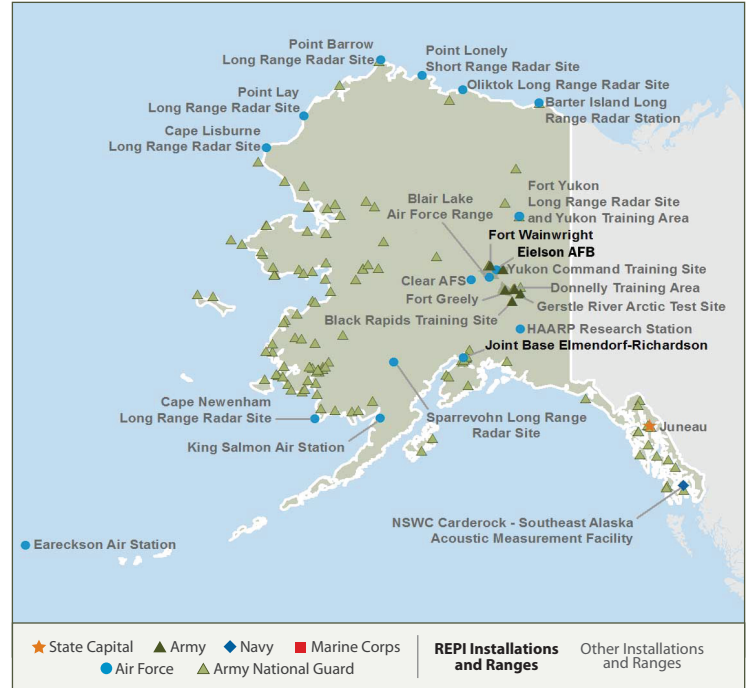 Point Barrow
Long Range Radar Site
Point Lonely
Short Range Radar Site
Oliktok Long Range Radar Site
Barter Island Long
Range Radar Station
Point Lay
Long Range Radar Site
Cape Lisburne
Long Range Radar Site
Blair Lake
Air Force Range
Fort Yukon
Long Range Radar Site
and Yukon Training Area
Fort Wainwright
Eielson AFB
Yukon Command Training Site
Clear AFS
Donnelly Training Area
Fort Greely
Gerstle River Arctic Test Site
Black Rapids Training Site
HAARP Research Station
Joint Base Elmendorf-Richardson
Cape Newenham
Long Range Radar Site
Sparrevohn Long Range
Radar Site
King Salmon Air Station
Juneau
NSWC Carderock - Southeast Alaska
Acoustic Measurement Facility
Eareckson Air Station
State Capital
Army
Navy
Marine Corps
Air Force
Army National Guard
REPI Installations
and Ranges
Other Installations
and Ranges